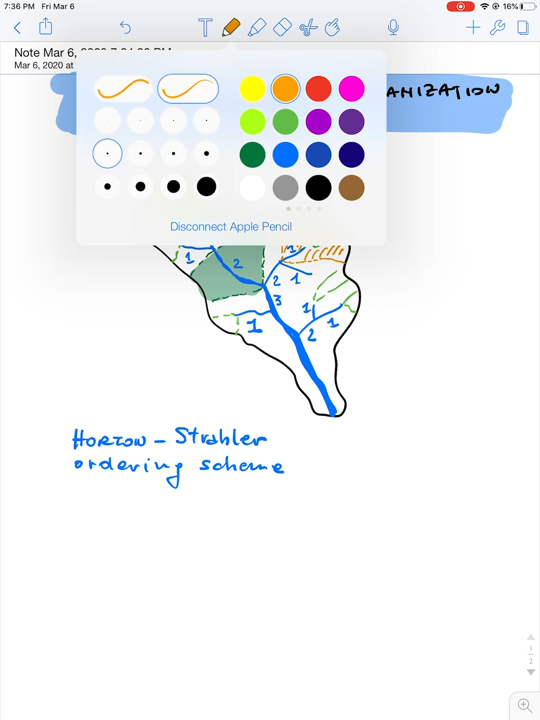 7:36 PM Fri Mar 6
16%
T
Note Mar 6,
Mar 6, 2020 at
ANIZATION
Disconnect Apple Pencil
1
2
1
2
1
3
1
1
1
2
Horton - Strahler
ordering scheme
1
2